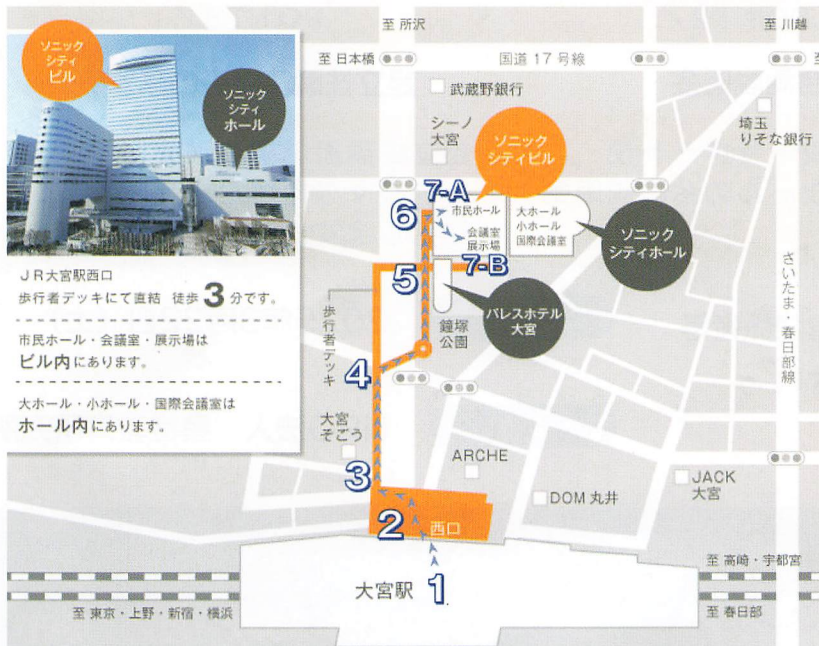 ソニック
シティ
ビル
ソニック
シティ
ホール
JR大宮駅西口
歩行者デッキにて直結 徒歩3分です。
市民ホール・会議室・展示場は
ビル内にあります。
大ホール・小ホール・国際会議室は
ホール内にあります。
至 所沢
至 川越
至 日本橋
国道17号線
至
武蔵野銀行
シーノ
大宮
ソニック
シティビル
埼玉
りそな銀行
7-A
6
市民ホール
会議室
展示場
大ホール
小ホール
国際会議室
ソニック
シティホール
5
7-B
パレスホテル
大宮
鐘塚
公園
歩行者デッキ
さいたま・春日部線
4
大宮
そごう
3
ARCHE
JACK
大宮
DOM 丸井
2
西口
大宮駅
1
至 高崎・宇都宮
至 東京・上野・新宿・横浜
至 春日部